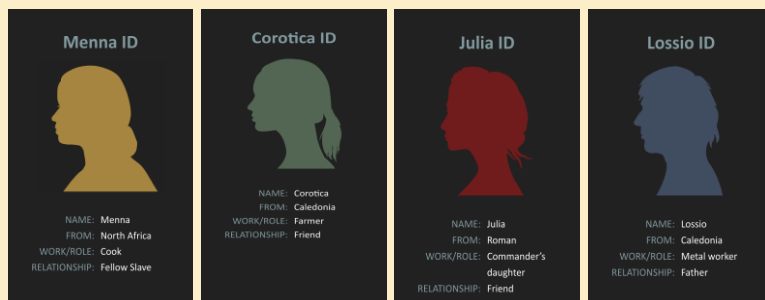 Menna ID
NAME: Menna
FROM: North Africa
WORK/ROLE: Cook
RELATIONSHIP: Fellow Slave
Corotica ID
NAME: Corotica
FROM: Caledonia
WORK/ROLE: Farmer
RELATIONSHIP: Friend
Julia ID
NAME: Julia
FROM: Roman
WORK/ROLE: Commander's
daughter
RELATIONSHIP: Friend
Lossio ID
NAME: Lossio
FROM: Caledonia
WORK/ROLE: Metal worker
RELATIONSHIP: Father